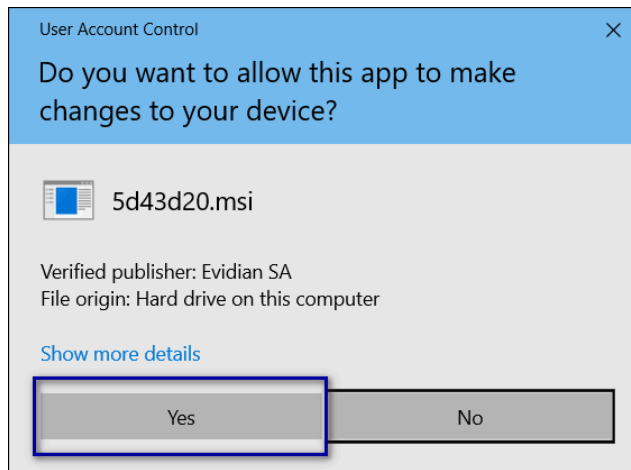 User Account Control
Do you want to allow this app to make
changes to your device?
5d43d20.msi
Verified publisher: Evidian SA
File origin: Hard drive on this computer
Show more details
Yes
No